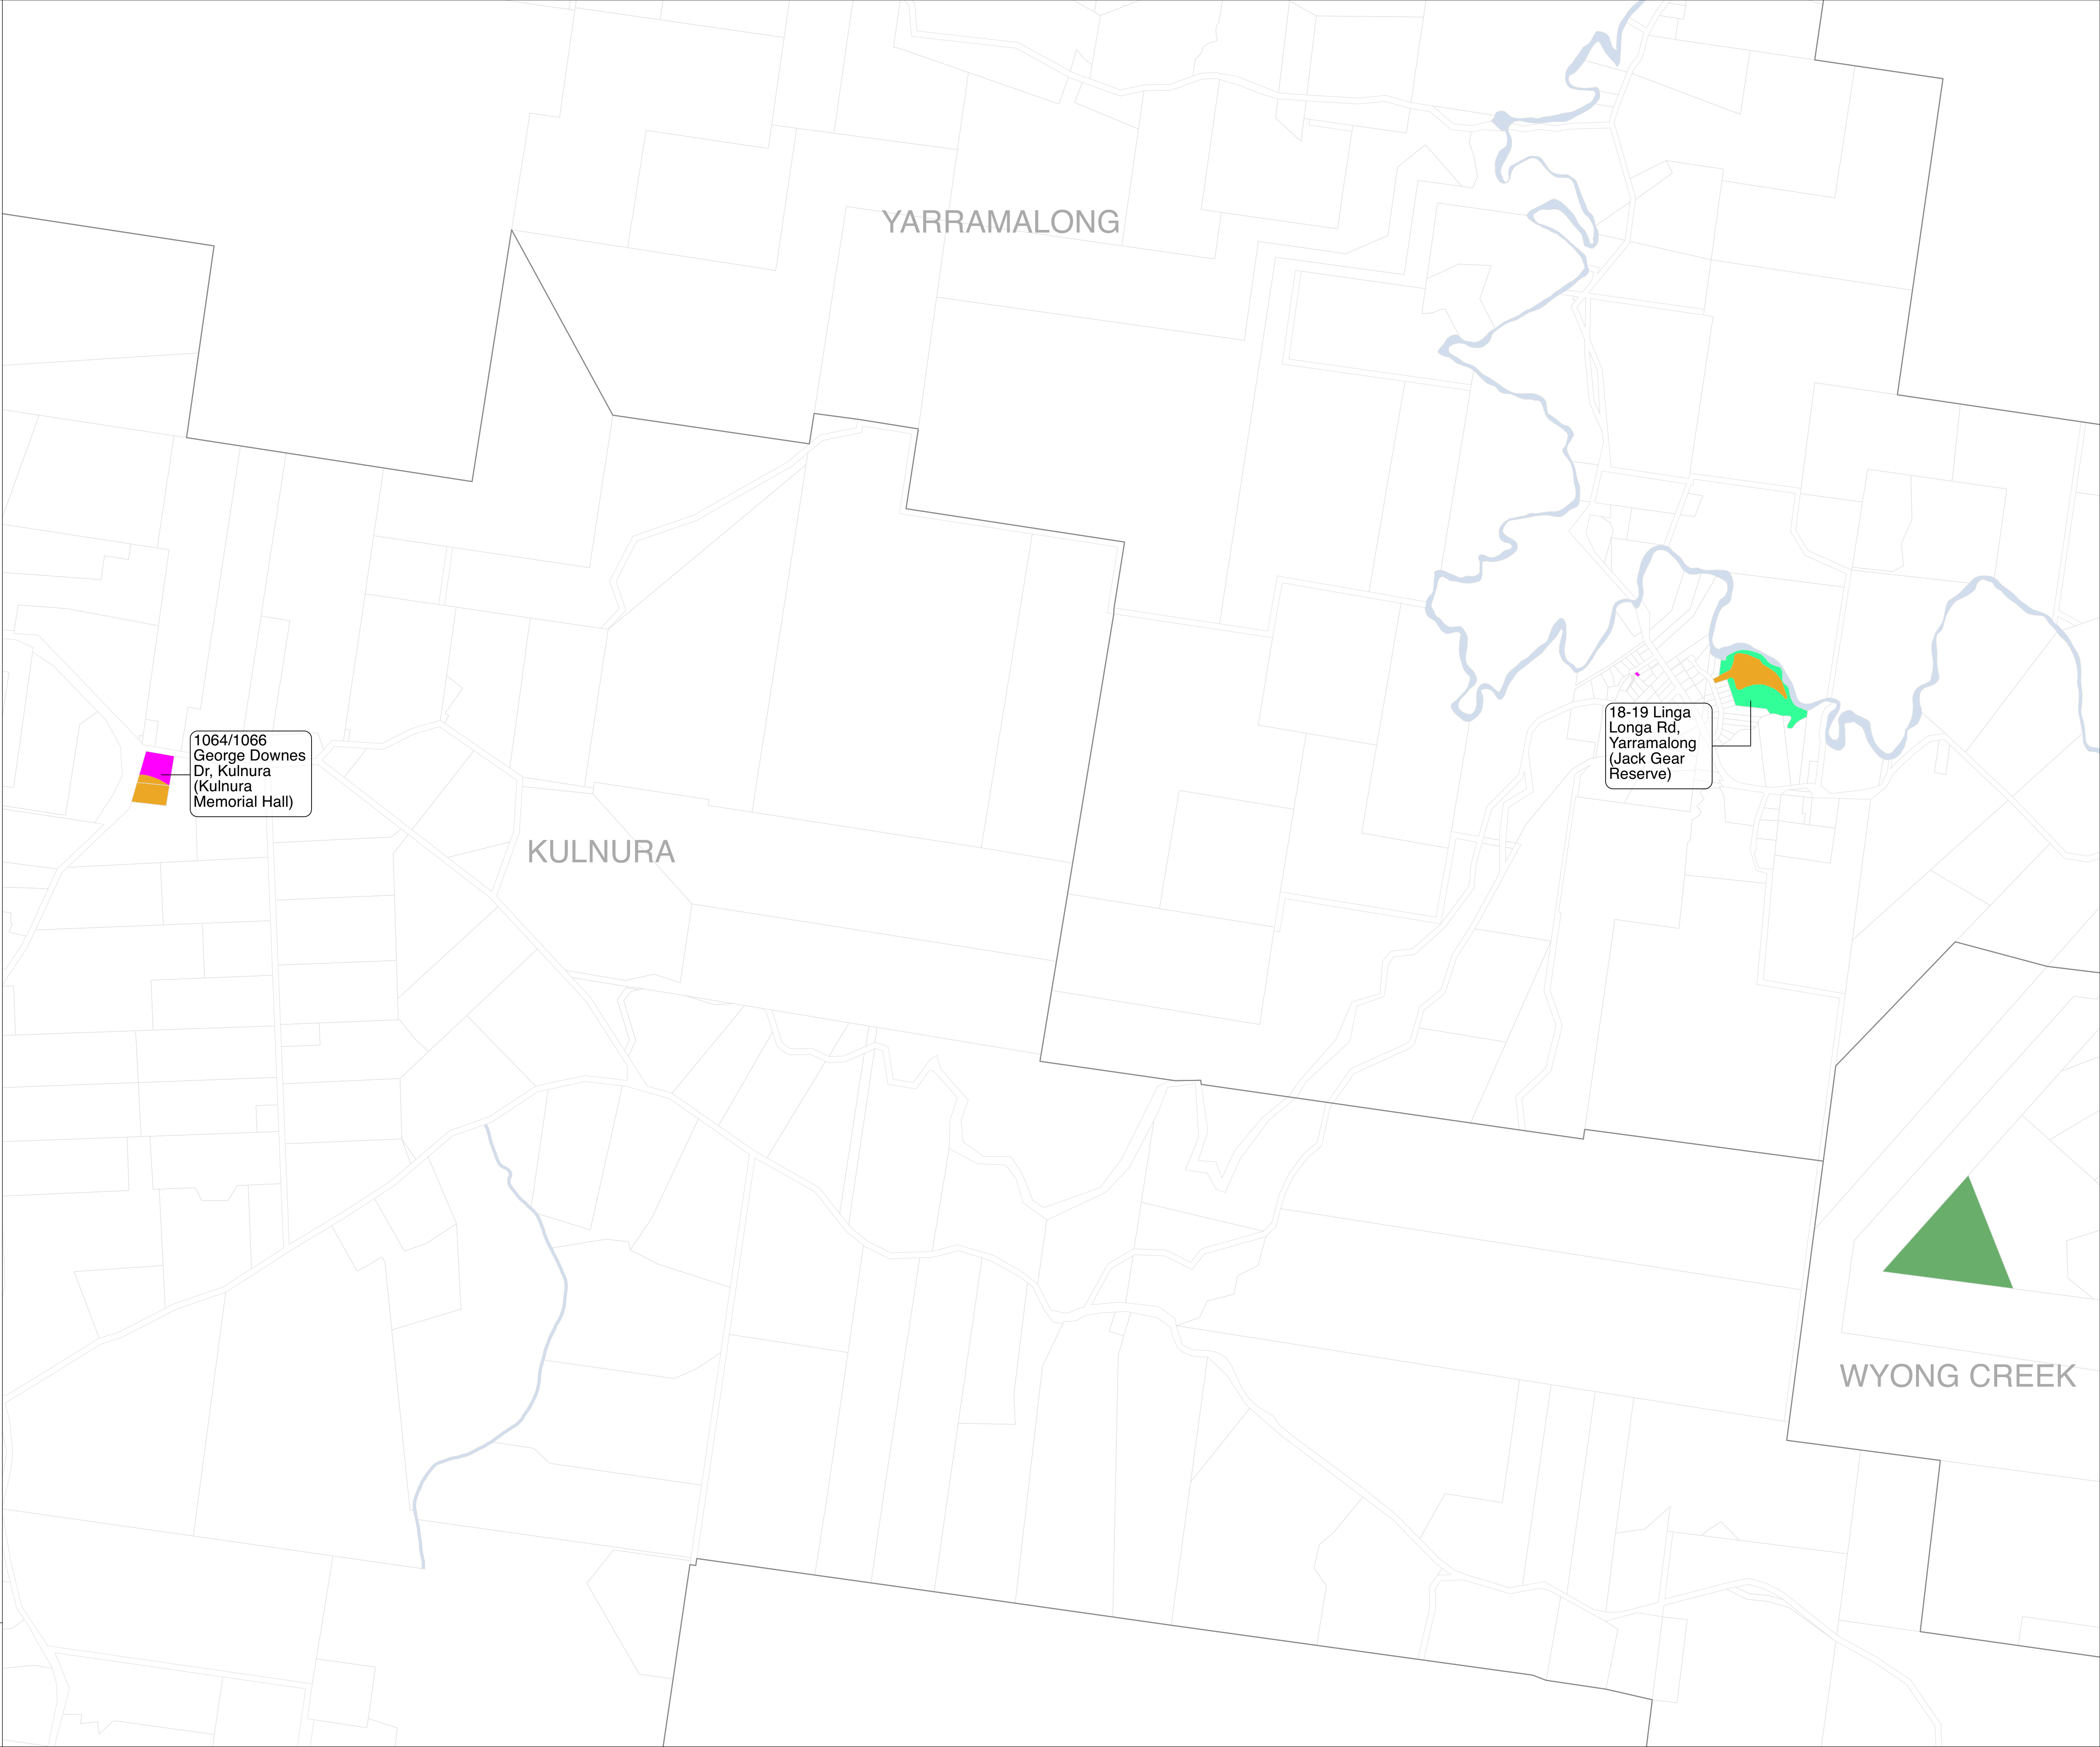 YARRAMALONG
18-19 Linga
Longa Rd,
Yarramalong
(Jack Gear
Reserve)
1064/1066
George Downes
Dr, Kulnura
(Kulnura
Memorial Hall)
KULNURA
WYONG CREEK